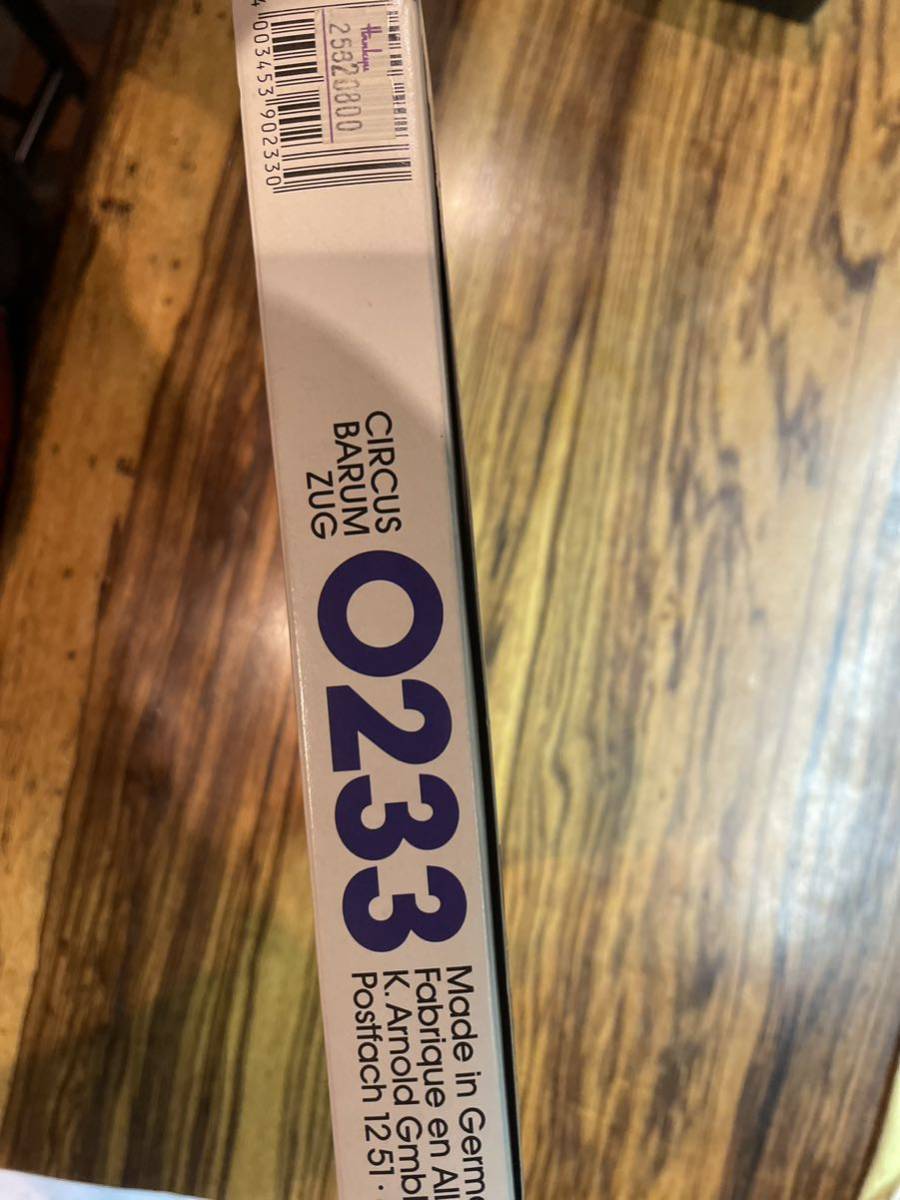 Hankyu
25820800
4 003453 902330
CIRCUS
BARUM
ZUG
0233
Made in Germ
Fabrique en All
K. Arnold Gmb
Postfach 12 51 ·